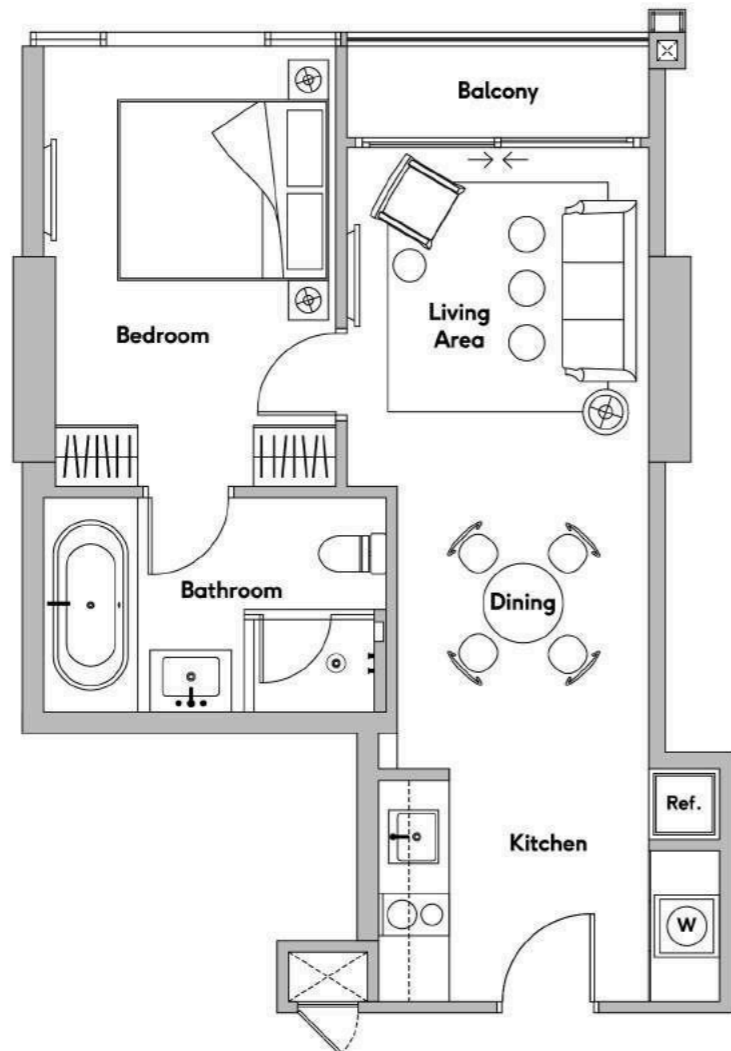 Balcony
Bedroom
Living
Area
Bathroom
Dining
Ref.
Kitchen
W